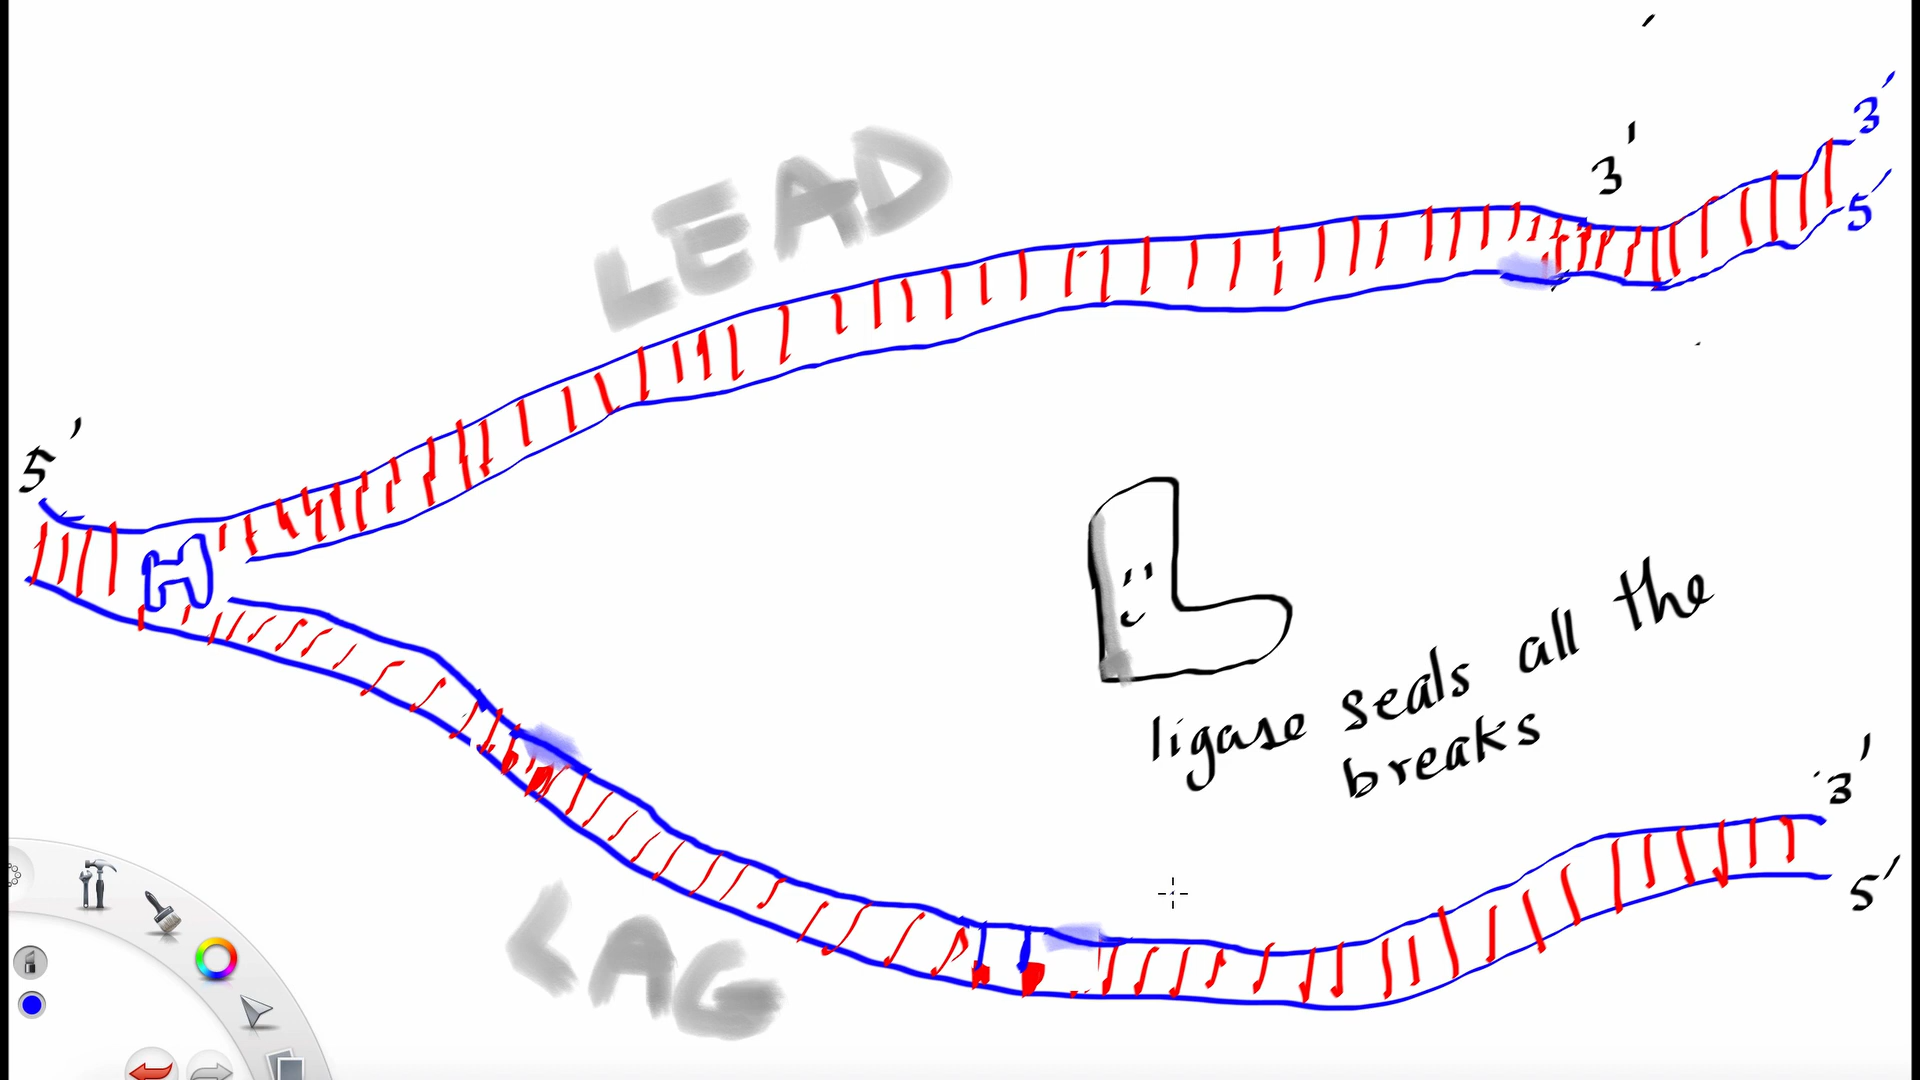 LEAD
3'
3'
5'
5'
H
ligase seals all the
breaks
3'
5'
LAG